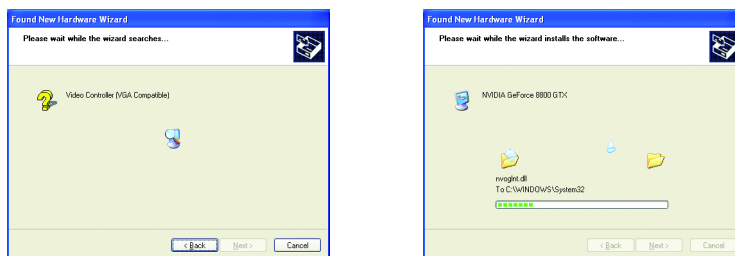 Found New Hardware Wizard
Please wait while the wizard searches...
Video Controller (VGA Compatible)
< Back
Next >
Cancel
Found New Hardware Wizard
Please wait while the wizard installs the software...
NVIDIA GeForce 8800 GTX
nvoglnt.dll
To C:\WINDOWS\System32
< Back
Next >
Cancel